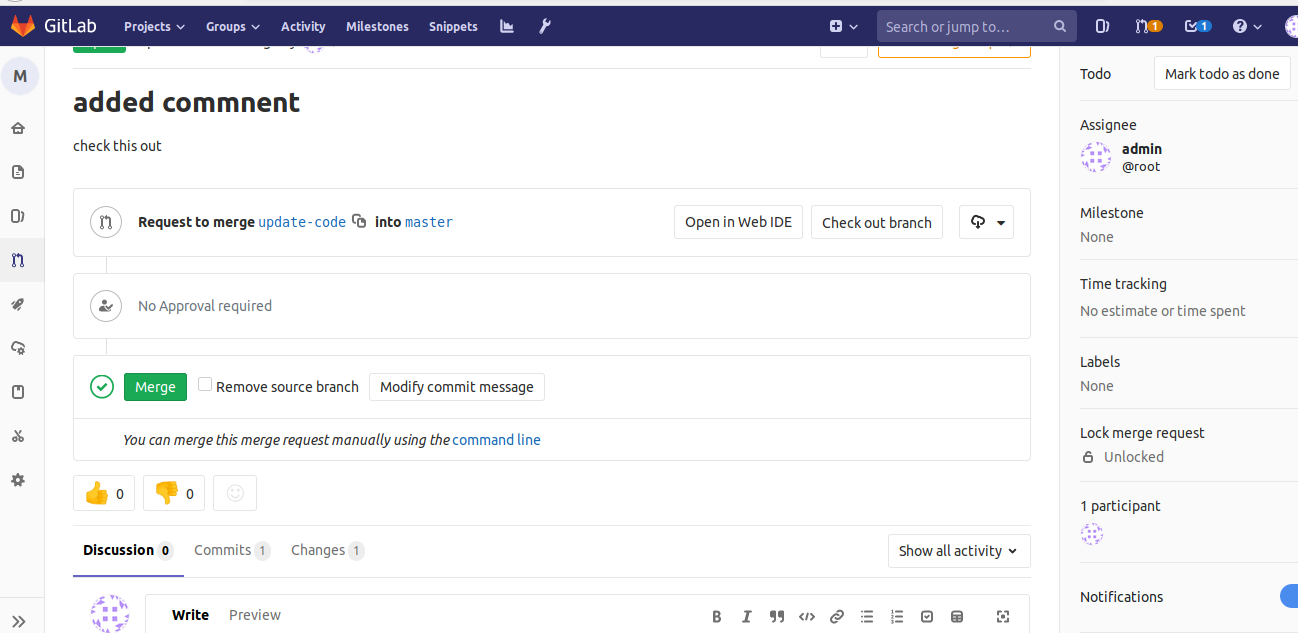 GitLab Projects Groups Activity Milestones Snippets Search or jump to... 1 1
M
Todo Mark todo as done
added commnent
check this out
Assignee
admin
@root
Request to merge update-code into master Open in Web IDE Check out branch
Milestone
None
No Approval required
Time tracking
No estimate or time spent
Merge Remove source branch Modify commit message
You can merge this merge request manually using the command line
Labels
None
Lock merge request
Unlocked
0 0
1 participant
Discussion 0 Commits 1 Changes 1 Show all activity
Notifications
Write Preview